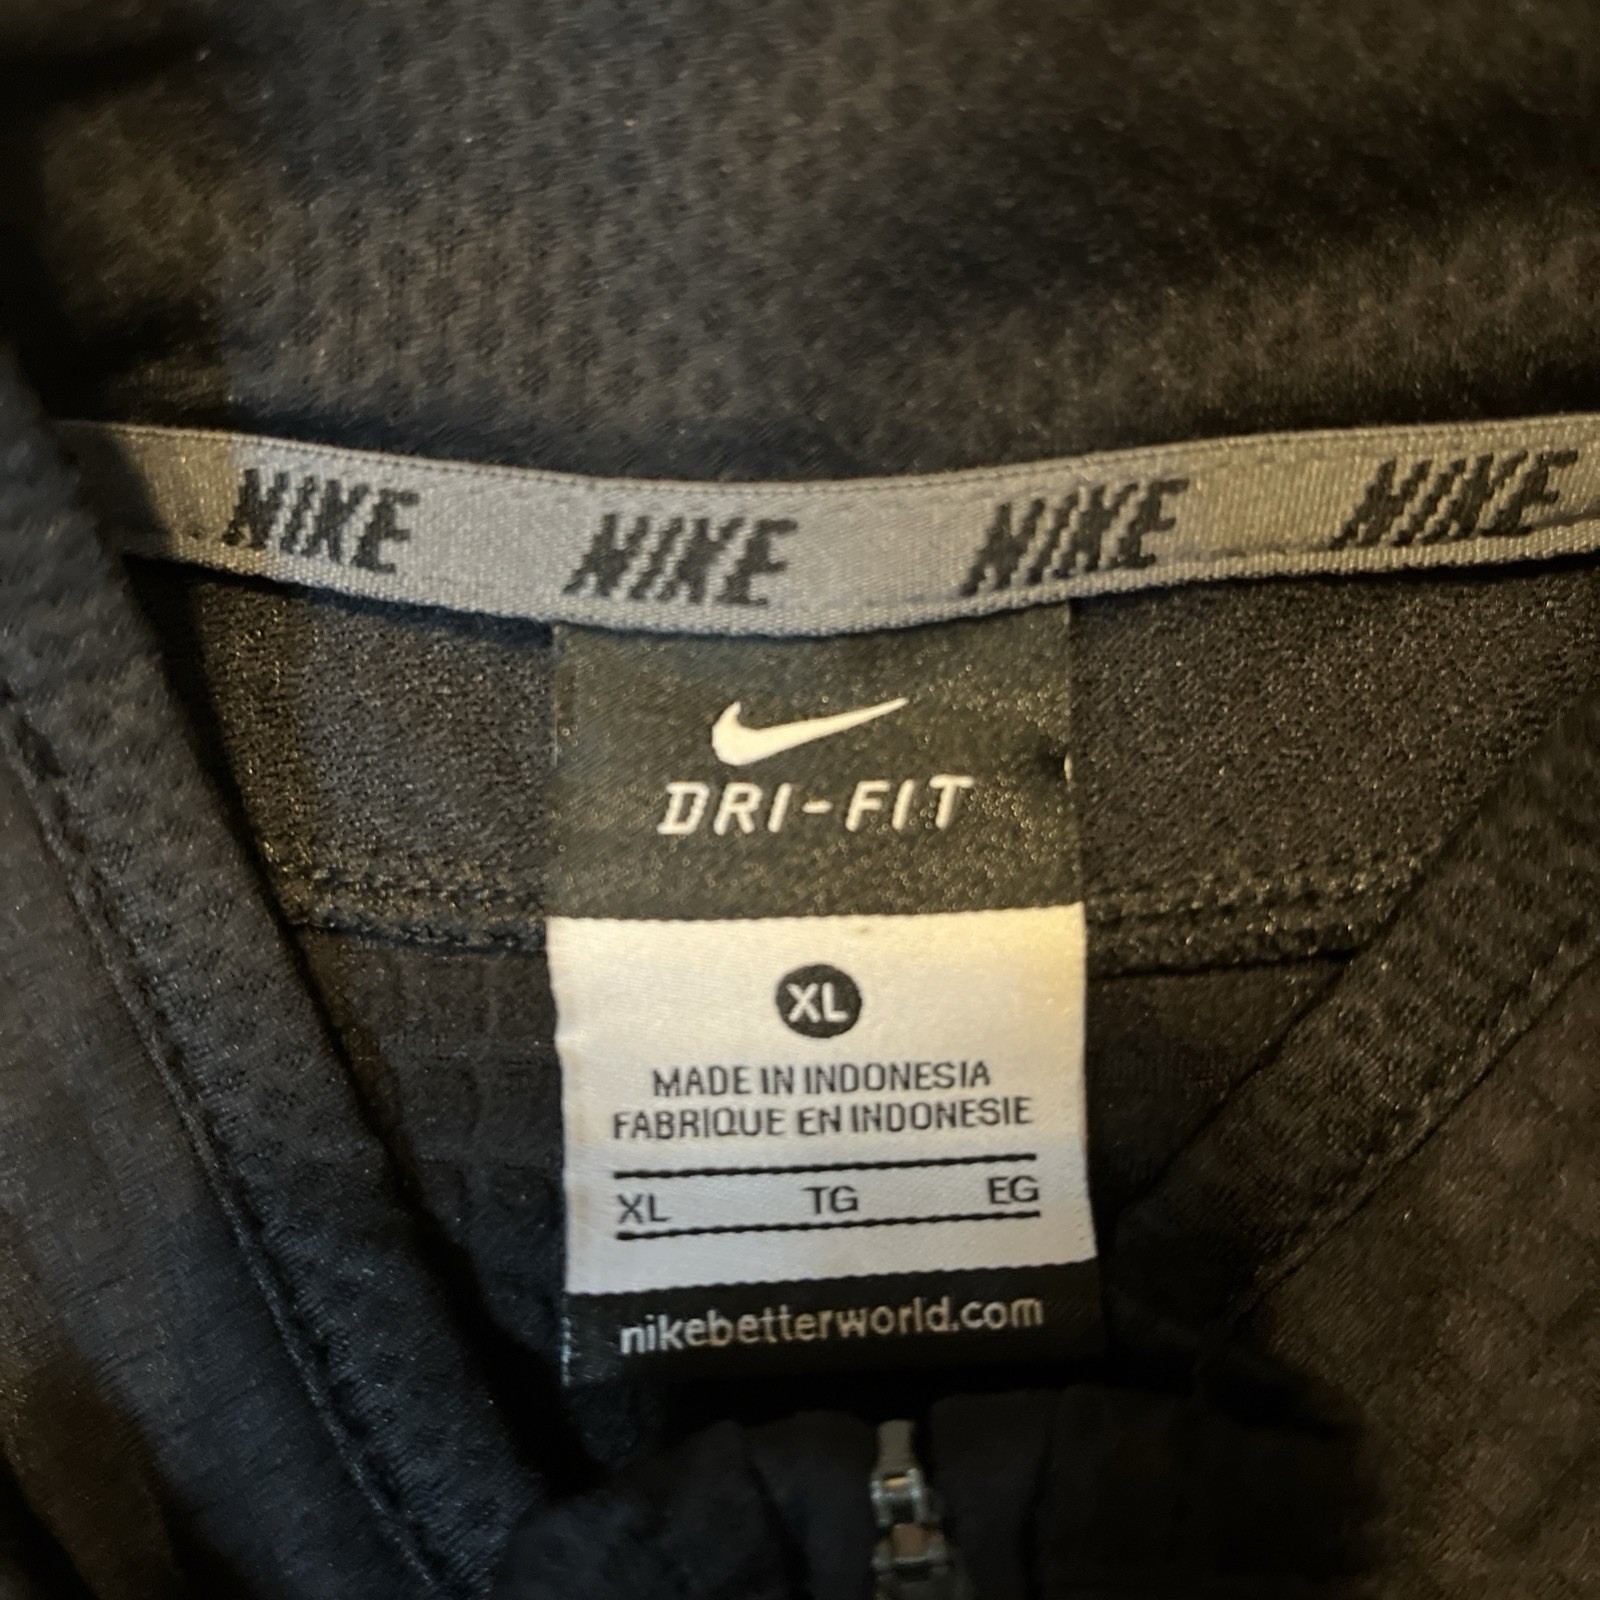 NIKE NIKE NIKE NIKE
DRI-FIT
XL
MADE IN INDONESIA
FABRIQUE EN INDONESIE
XL TG EG
nikebetterworld.com